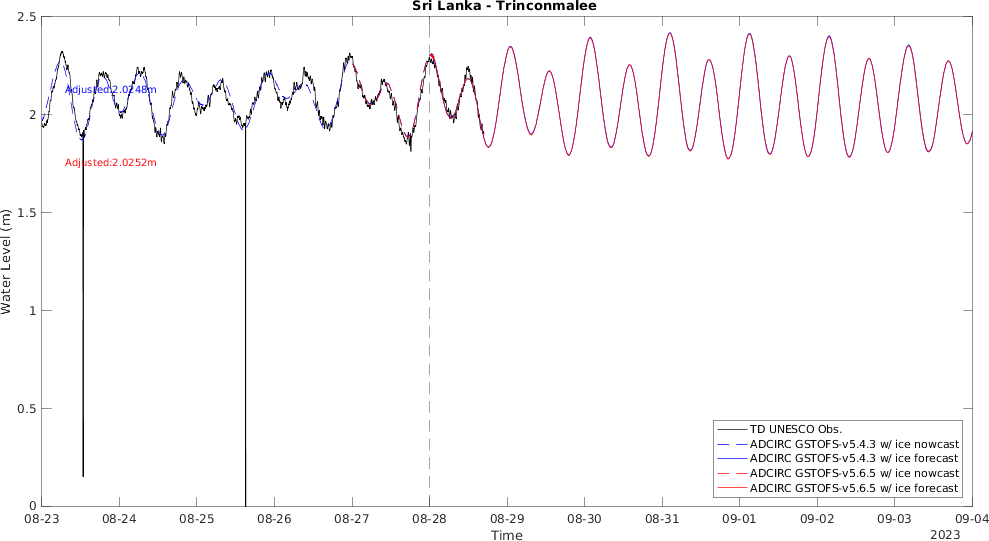 Sri Lanka - Trinconmalee
2.5
2
1.5
1
0.5
0
Water Level (m)
Adjusted:2.0248m
Adjusted:2.0252m
TD UNESCO Obs.
ADCIRC GSTOFS-v5.4.3 w/ ice nowcast
ADCIRC GSTOFS-v5.4.3 w/ ice forecast
ADCIRC GSTOFS-v5.6.5 w/ ice nowcast
ADCIRC GSTOFS-v5.6.5 w/ ice forecast
08-23 08-24 08-25 08-26 08-27 08-28 08-29 08-30 08-31 09-01 09-02 09-03 09-04
Time
2023